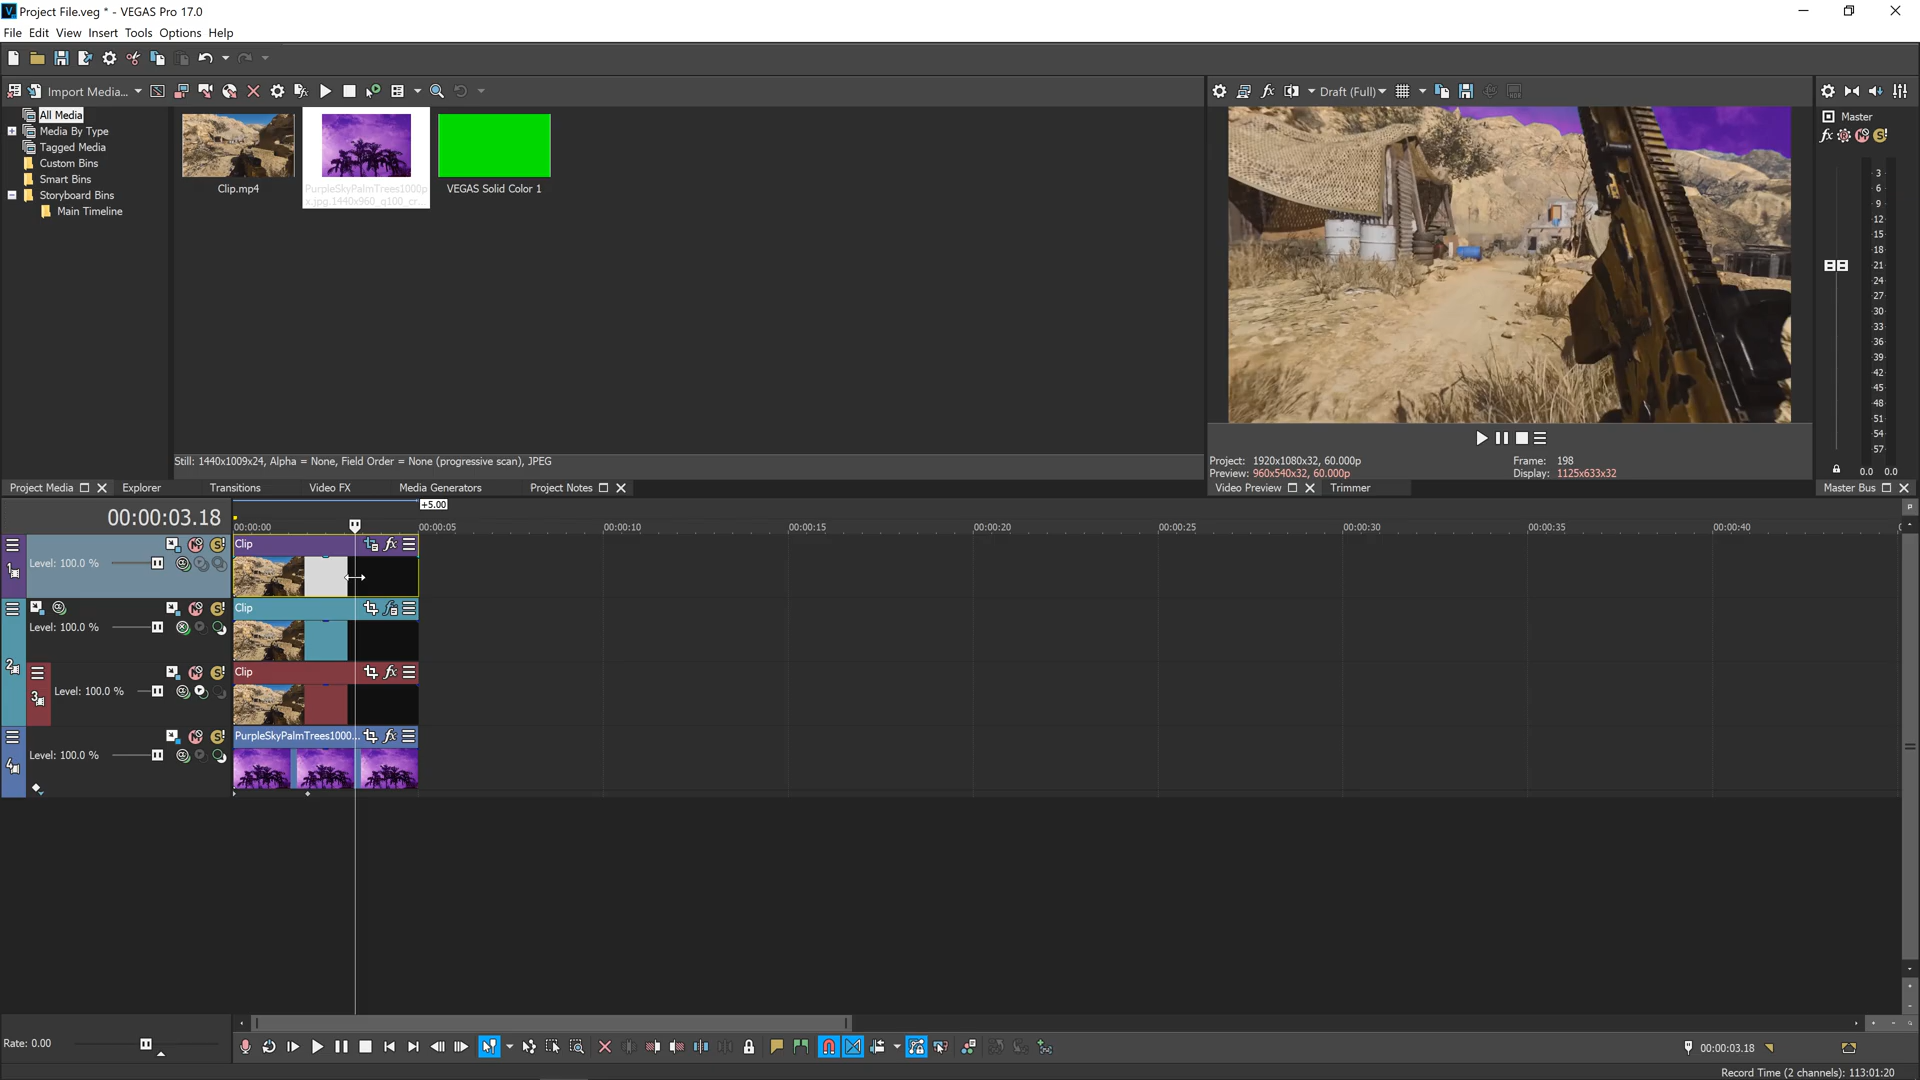 Project File.veg * - VEGAS Pro 17.0
File Edit View Insert Tools Options Help
Import Media...
Draft (Full)
All Media
Media By Type
Tagged Media
Custom Bins
Smart Bins
Storyboard Bins
Main Timeline
Clip.mp4
PurpleSkyPalmTrees1000p
x.jpg.1440x960_q100_cr...
VEGAS Solid Color 1
Master
3
6
9
12
15
18
21
24
27
30
33
36
39
42
45
48
51
54
57
0.0 0.0
Still: 1440x1009x24, Alpha = None, Field Order = None (progressive scan), JPEG
Project: 1920x1080x32, 60.000p
Preview: 960x540x32, 60.000p
Frame: 198
Display: 1125x633x32
Project Media Explorer Transitions Video FX Media Generators Project Notes
Video Preview Trimmer
Master Bus
+5.00
00:00:03.18
00:00:00 00:00:05 00:00:10 00:00:15 00:00:20 00:00:25 00:00:30 00:00:35 00:00:40
1
Level: 100.0 %
Clip
2
Level: 100.0 %
Clip
3
Level: 100.0 %
Clip
4
Level: 100.0 %
PurpleSkyPalmTrees1000...
Rate: 0.00
00:00:03.18
Record Time (2 channels): 113:01:20